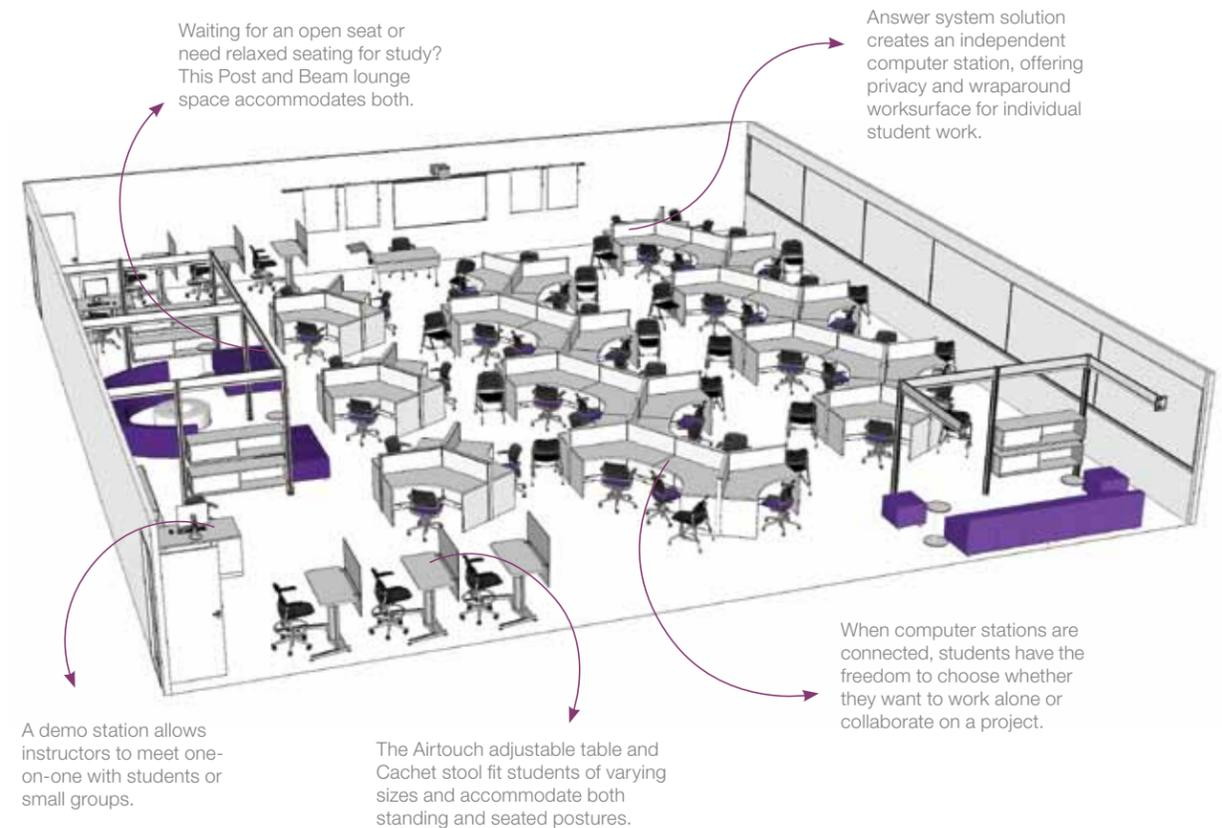 Waiting for an open seat or
need relaxed seating for study?
This Post and Beam lounge
space accommodates both.
Answer system solution
creates an independent
computer station, offering
privacy and wraparound
worksurface for individual
student work.
When computer stations are
connected, students have the
freedom to choose whether
they want to work alone or
collaborate on a project.
A demo station allows
instructors to meet one-
on-one with students or
small groups.
The Airtouch adjustable table and
Cachet stool fit students of varying
sizes and accommodate both
standing and seated postures.